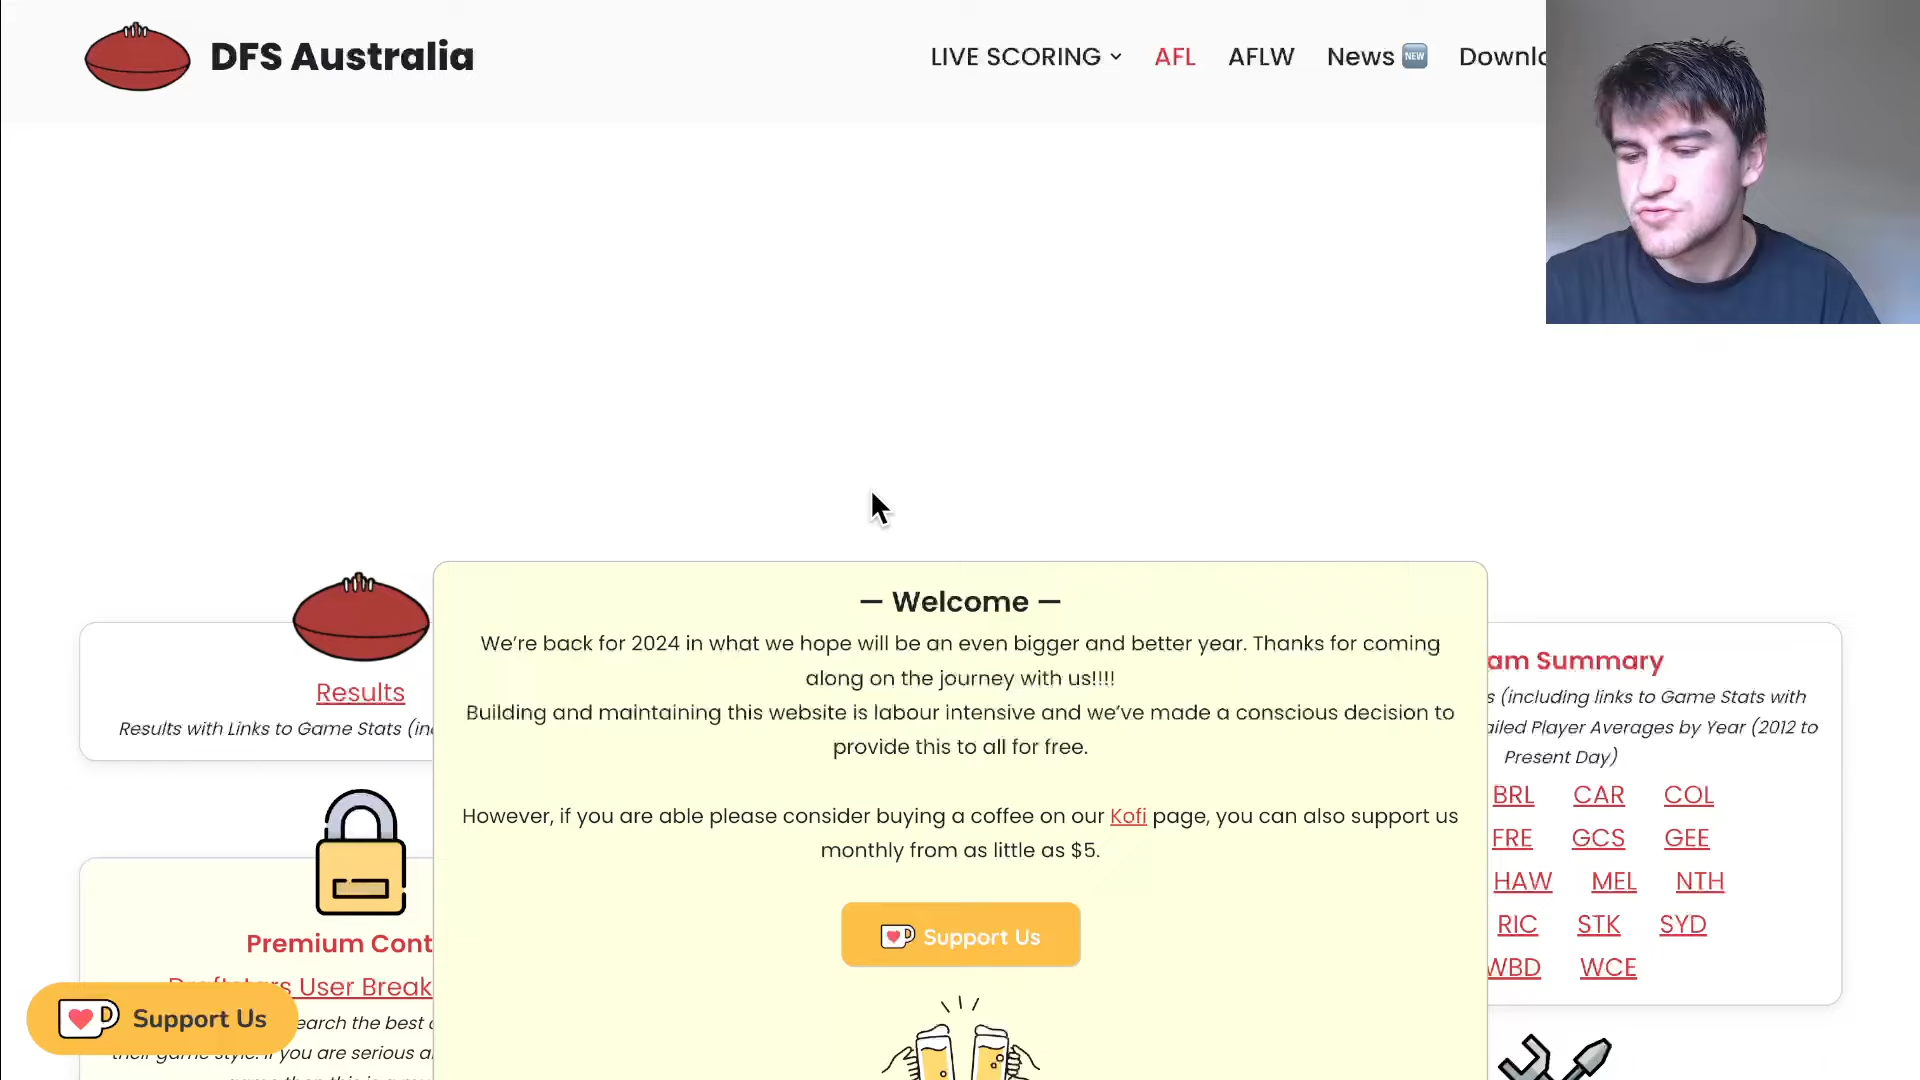 DFS Australia
LIVE SCORING
AFL
AFLW
News NEW
— Welcome —
We’re back for 2024 in what we hope will be an even bigger and better year. Thanks for coming
along on the journey with us!!!!
Building and maintaining this website is labour intensive and we’ve made a conscious decision to
provide this to all for free.
However, if you are able please consider buying a coffee on our Kofi page, you can also support us
monthly from as little as $5.
Support Us
Results
Results with Links to Game Stats
Premium
User
Support Us
earch the best
their game style. If you are serious
Summary
(including links to Game Stats with
Player Averages by Year (2012 to
Present Day)
BRL CAR COL
FRE GCS GEE
HAW MEL NTH
RIC STK SYD
WBD WCE